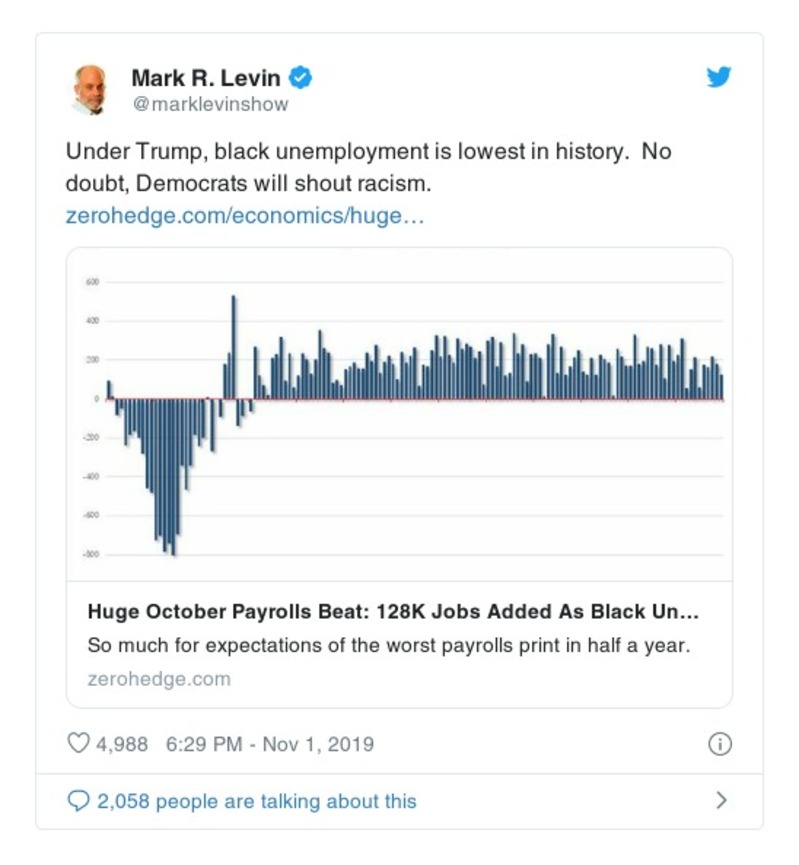 Mark R. Levin
@marklevinshow
Under Trump, black unemployment is lowest in history.  No
doubt, Democrats will shout racism.
zerohedge.com/economics/huge…
600
400
200
0
-200
-400
-600
-800
Huge October Payrolls Beat: 128K Jobs Added As Black Un…
So much for expectations of the worst payrolls print in half a year.
zerohedge.com
4,988   6:29 PM - Nov 1, 2019
2,058 people are talking about this